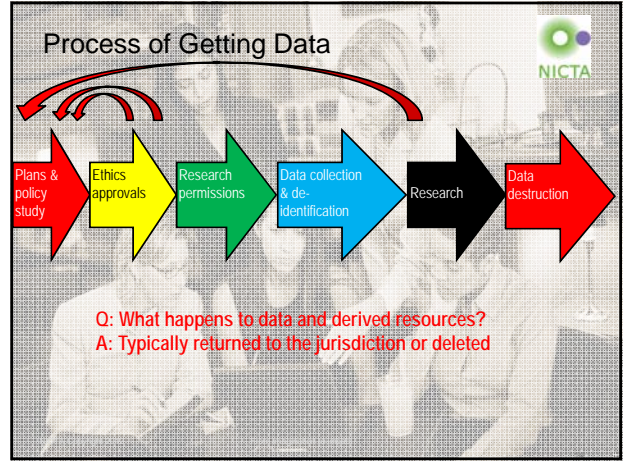 Process of Getting Data
NICTA
Plans &
policy
study
Ethics
approvals
Research
permissions
Data collection
& de-
identification
Research
Data
destruction
Q: What happens to data and derived resources?
A: Typically returned to the jurisdiction or deleted